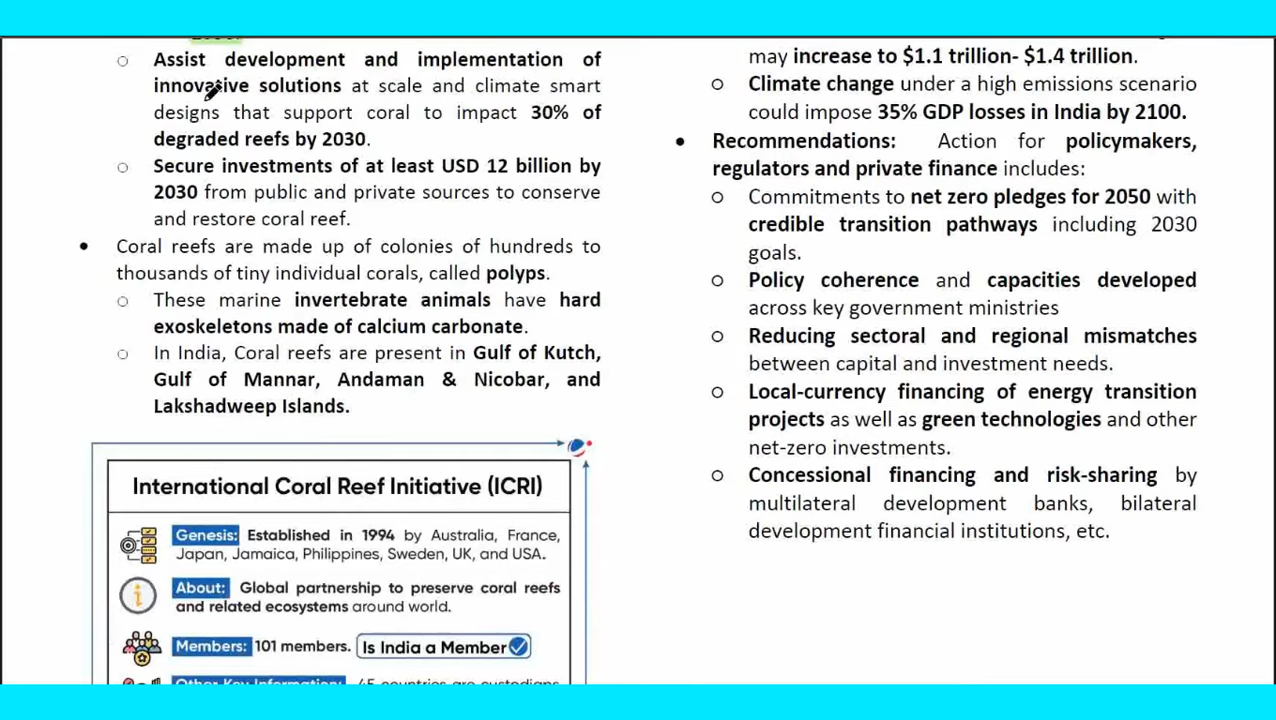 Assist development and implementation of
innovative solutions at scale and climate smart
designs that support coral to impact 30% of
degraded reefs by 2030.
Secure investments of at least USD 12 billion by
2030 from public and private sources to conserve
and restore coral reef.
Coral reefs are made up of colonies of hundreds to
thousands of tiny individual corals, called polyps.
These marine invertebrate animals have hard
exoskeletons made of calcium carbonate.
In India, Coral reefs are present in Gulf of Kutch,
Gulf of Mannar, Andaman & Nicobar, and
Lakshadweep Islands.
International Coral Reef Initiative (ICRI)
Genesis: Established in 1994 by Australia, France,
Japan, Jamaica, Philippines, Sweden, UK, and USA.
About: Global partnership to preserve coral reefs
and related ecosystems around world.
Members: 101 members. Is India a Member
Other Key Information: 45 countries are custodians
may increase to $1.1 trillion- $1.4 trillion.
Climate change under a high emissions scenario
could impose 35% GDP losses in India by 2100.
Recommendations: Action for policymakers,
regulators and private finance includes:
Commitments to net zero pledges for 2050 with
credible transition pathways including 2030
goals.
Policy coherence and capacities developed
across key government ministries
Reducing sectoral and regional mismatches
between capital and investment needs.
Local-currency financing of energy transition
projects as well as green technologies and other
net-zero investments.
Concessional financing and risk-sharing by
multilateral development banks, bilateral
development financial institutions, etc.